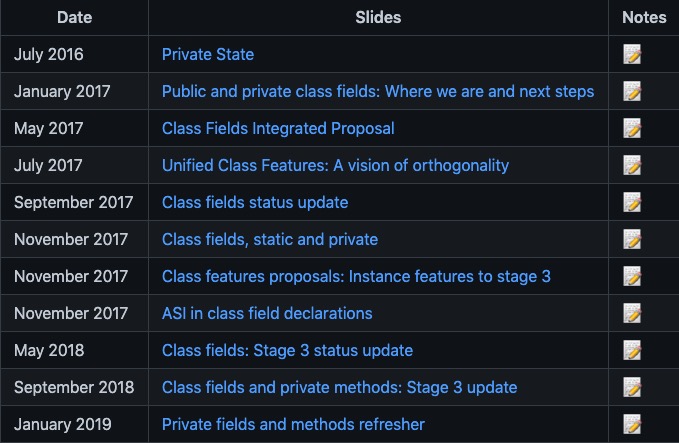 Date Slides Notes
July 2016 Private State 📝
January 2017 Public and private class fields: Where we are and next steps 📝
May 2017 Class Fields Integrated Proposal 📝
July 2017 Unified Class Features: A vision of orthogonality 📝
September 2017 Class fields status update 📝
November 2017 Class fields, static and private 📝
November 2017 Class features proposals: Instance features to stage 3 📝
November 2017 ASI in class field declarations 📝
May 2018 Class fields: Stage 3 status update 📝
September 2018 Class fields and private methods: Stage 3 update 📝
January 2019 Private fields and methods refresher 📝